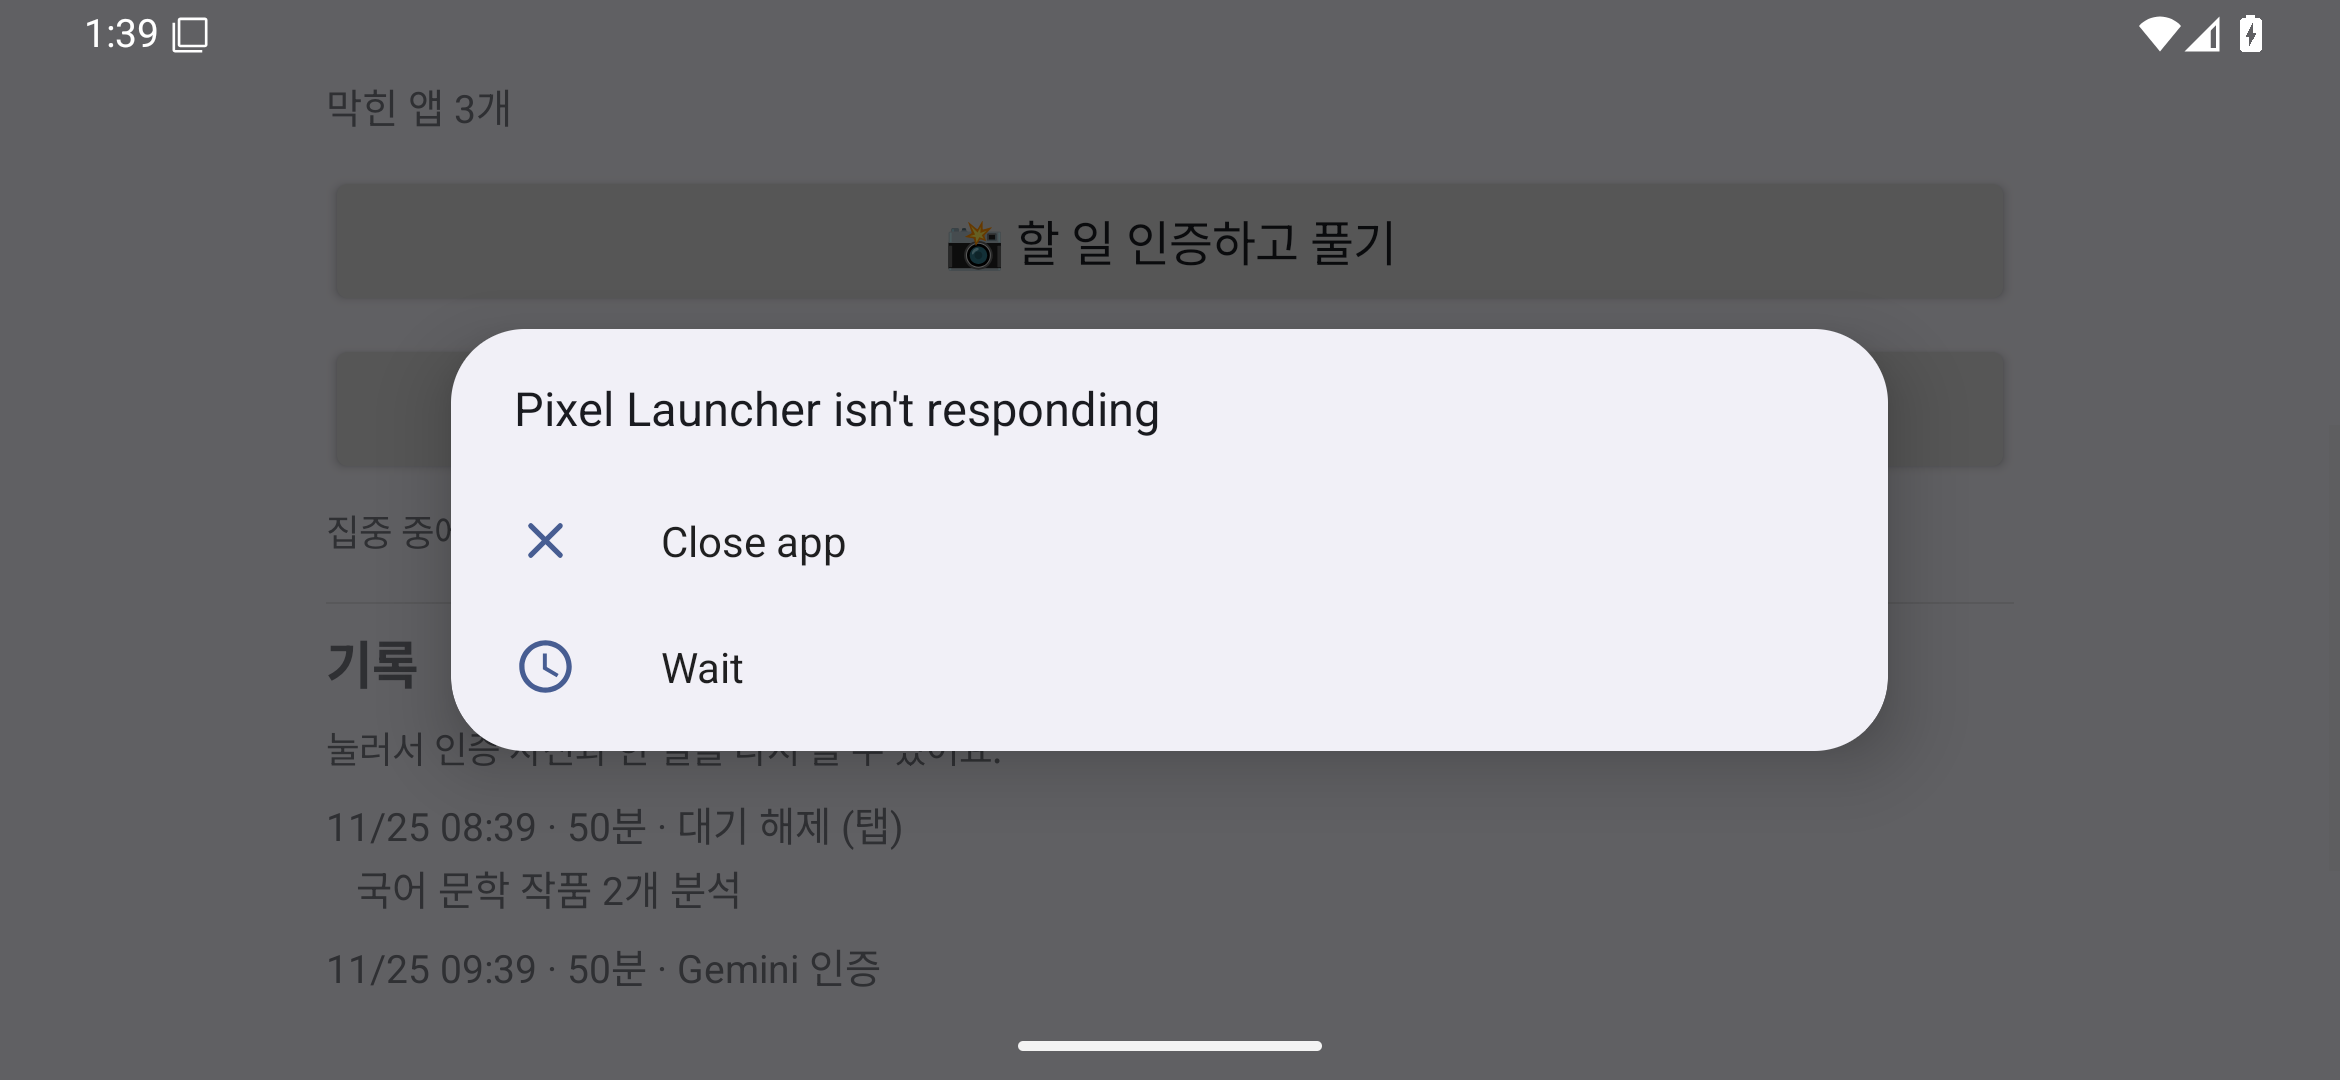 1:39
막힌 앱 3개
📸 할 일 인증하고 풀기
Pixel Launcher isn't responding
Close app
Wait
집중
기록
눌러서 인증
11/25 08:39 · 50분 · 대기 해제 (탭)
국어 문학 작품 2개 분석
11/25 09:39 · 50분 · Gemini 인증